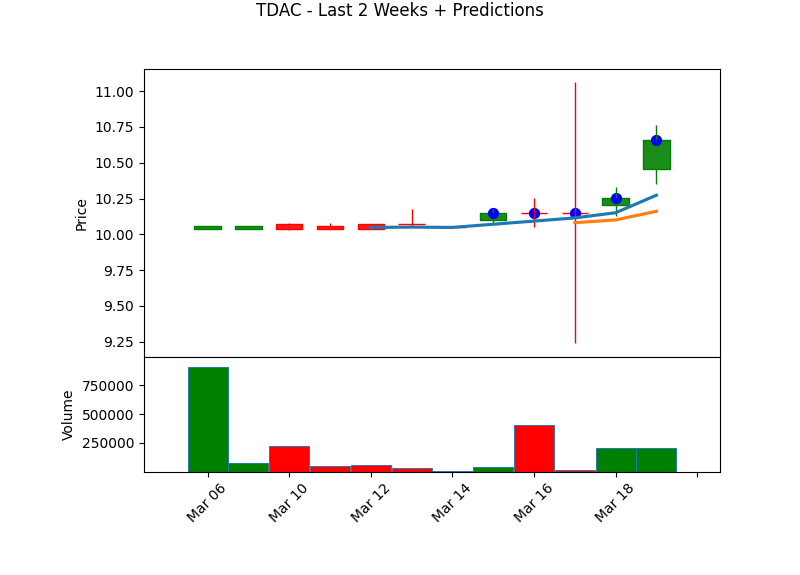 TDAC - Last 2 Weeks + Predictions
11.00
10.75
10.50
10.25
10.00
9.75
9.50
9.25
Price
750000
500000
250000
Volume
Mar 06
Mar 10
Mar 12
Mar 14
Mar 16
Mar 18